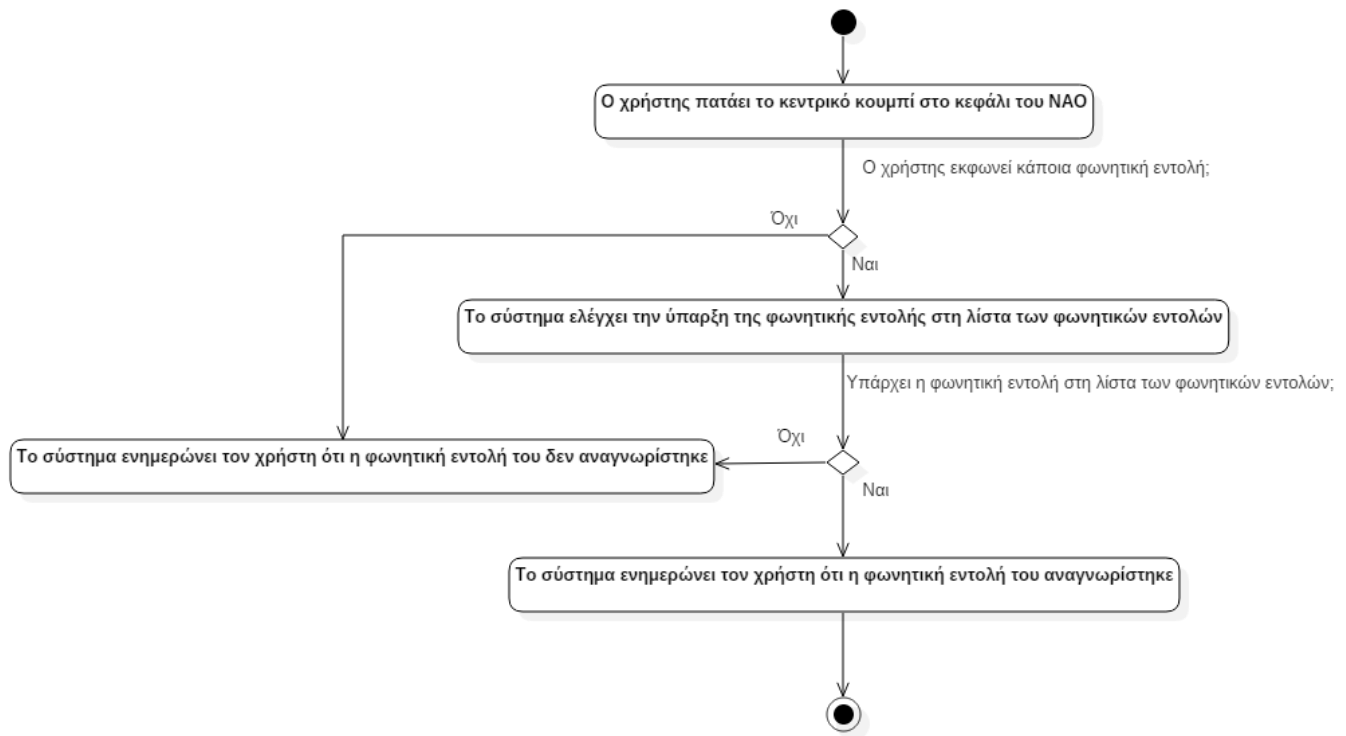 Ο χρήστης πατάει το κεντρικό κουμπί στο κεφάλι του ΝΑΟ
Ο χρήστης εκφωνεί κάποια φωνητική εντολή;
Όχι
Ναι
Το σύστημα ελέγχει την ύπαρξη της φωνητικής εντολής στη λίστα των φωνητικών εντολών
Υπάρχει η φωνητική εντολή στη λίστα των φωνητικών εντολών;
Όχι
Το σύστημα ενημερώνει τον χρήστη ότι η φωνητική εντολή του δεν αναγνωρίστηκε
Ναι
Το σύστημα ενημερώνει τον χρήστη ότι η φωνητική εντολή του αναγνωρίστηκε